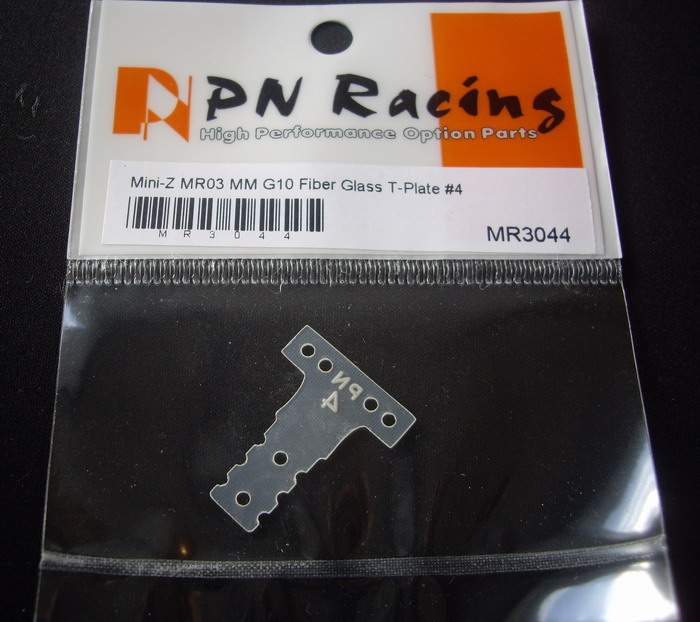 PN Racing
High Performance Option Parts
Mini-Z MR03 MM G10 Fiber Glass T-Plate #4
MR3044
MR3044
PN
4